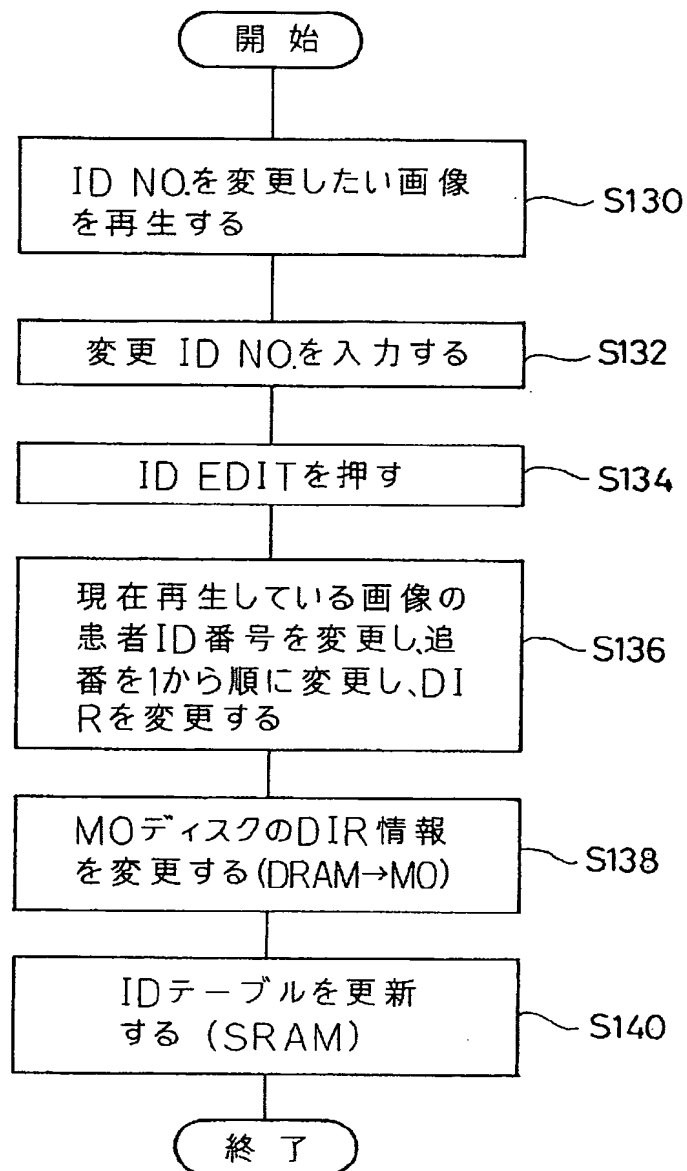 開始
ID NO.を変更したい画像
を再生する
S130
変更 ID NO.を入力する
S132
ID EDITを押す
S134
現在再生している画像の
患者ID番号を変更し、追
番を1から順に変更し、DI
Rを変更する
S136
MOディスクのDIR情報
を変更する(DRAM→MO)
S138
IDテーブルを更新
する (SRAM)
S140
終了